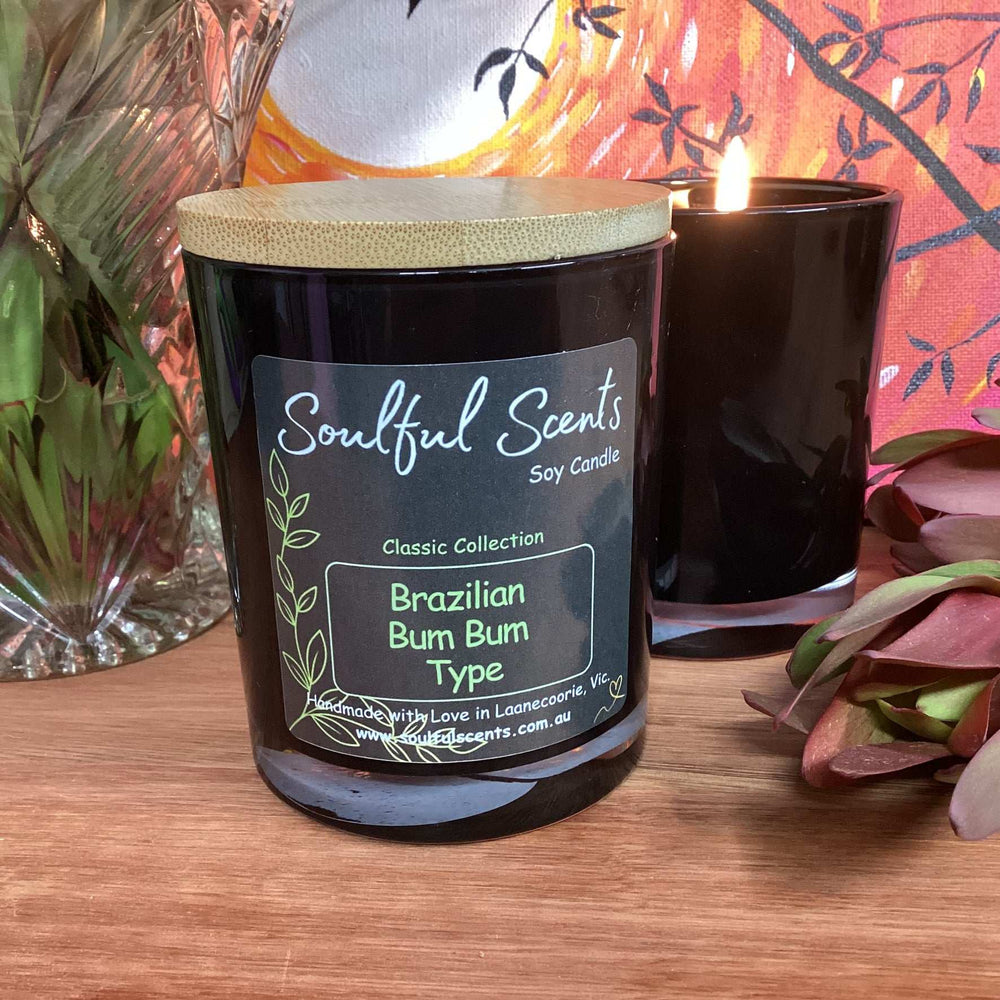 Soulful Scents
Soy Candle
Classic Collection
Brazilian
Bum Bum
Type
Handmade with Love in Laanecoorie, Vic.
www.soulfulscents.com.au